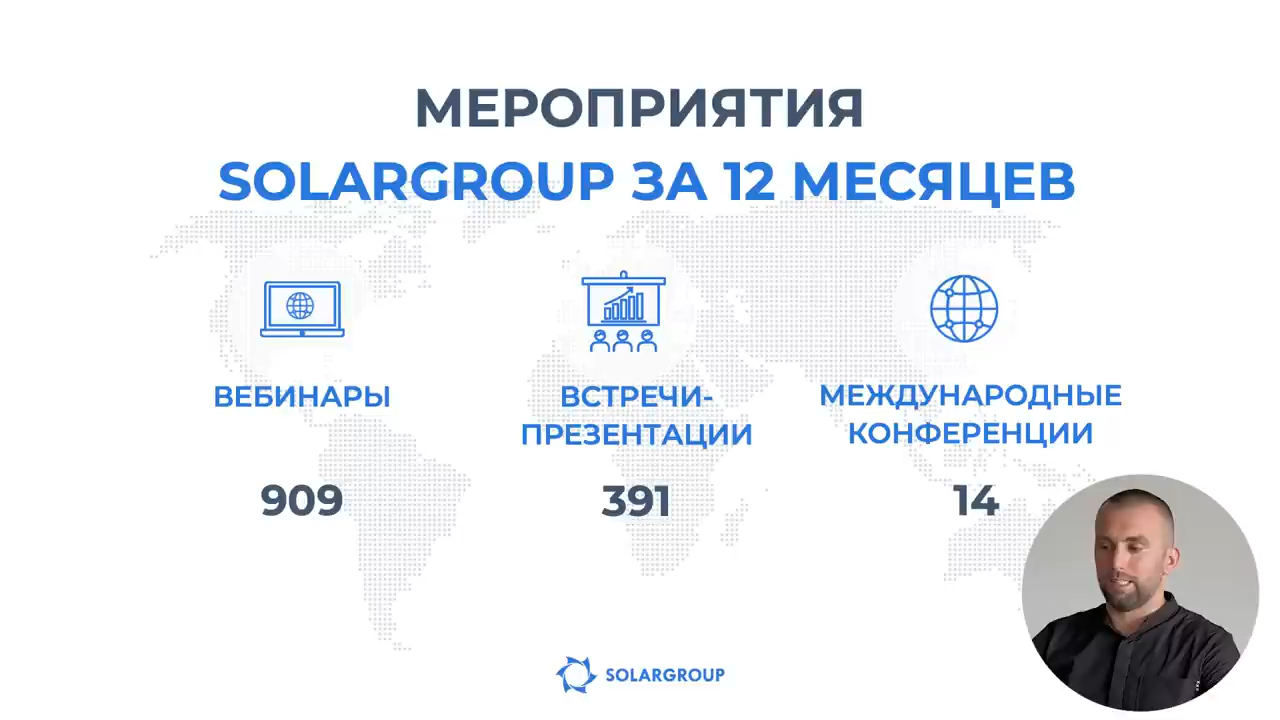 МЕРОПРИЯТИЯ
SOLARGROUP ЗА 12 МЕСЯЦЕВ
ВЕБИНАРЫ
909
ВСТРЕЧИ-
ПРЕЗЕНТАЦИИ
391
МЕЖДУНАРОДНЫЕ
КОНФЕРЕНЦИИ
14
SOLARGROUP